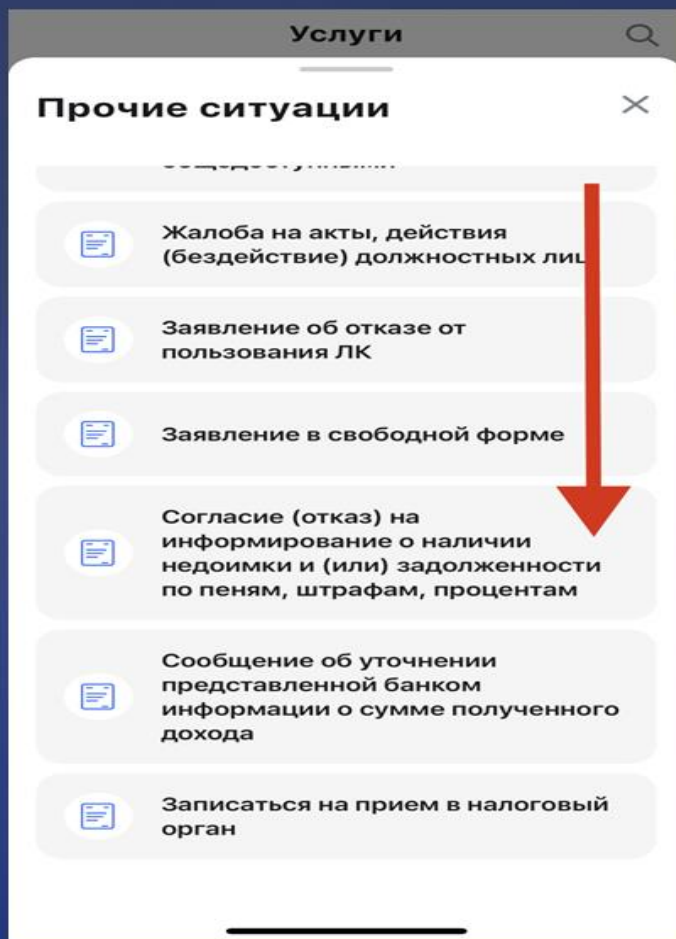 Услуги
Прочие ситуации
Жалоба на акты, действия
(бездействие) должностных лиц
Заявление об отказе от
пользования ЛК
Заявление в свободной форме
Согласие (отказ) на
информирование о наличии
недоимки и (или) задолженности
по пеням, штрафам, процентам
Сообщение об уточнении
представленной банком
информации о сумме полученного
дохода
Записаться на прием в налоговый
орган